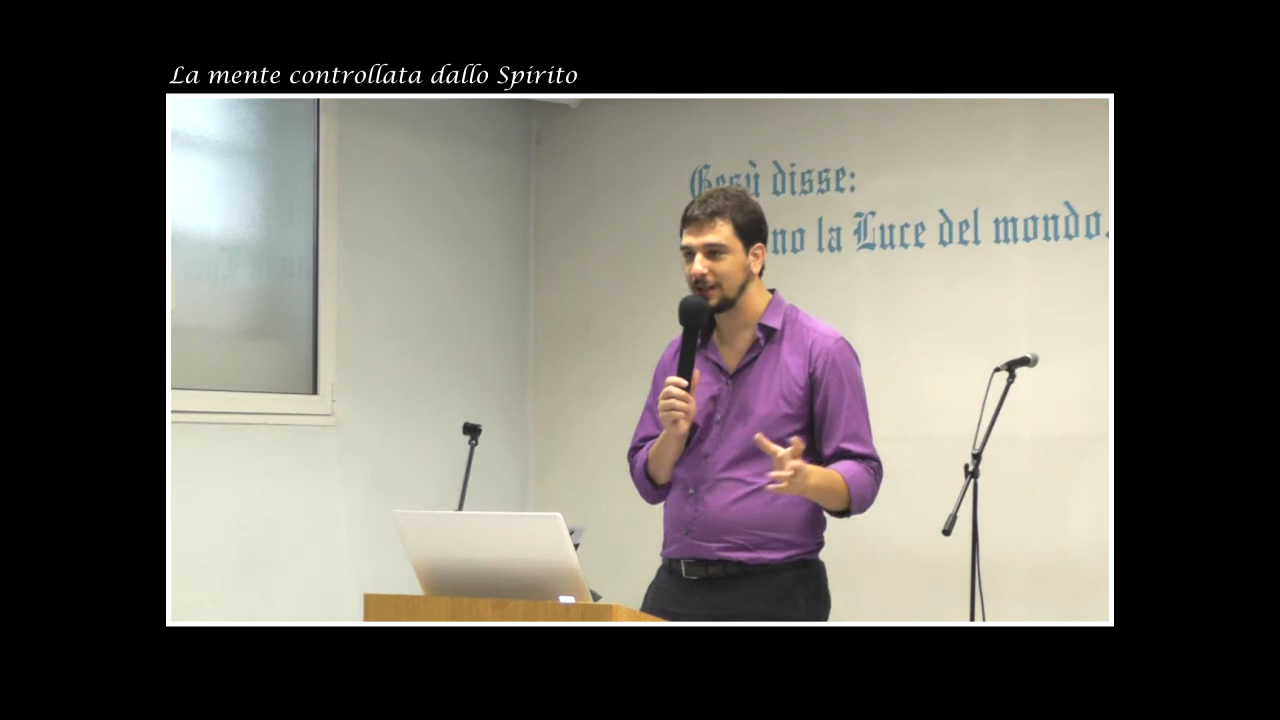 La mente controllata dallo Spirito
Gesù disse:
no la Luce del mondo.